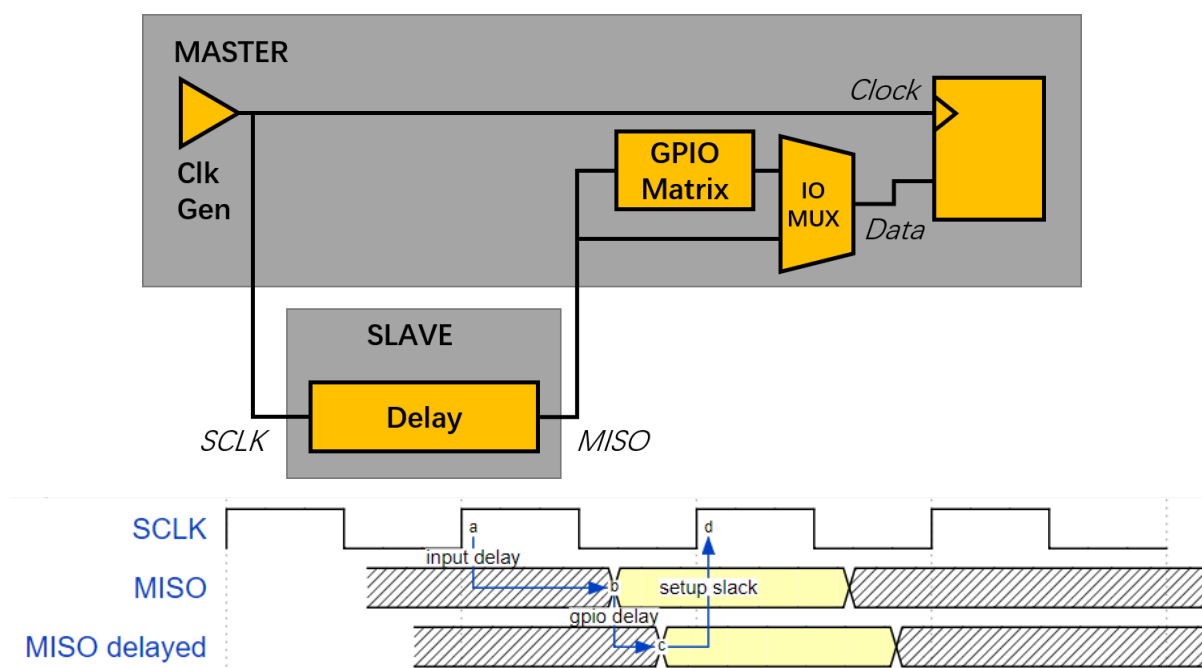 MASTER
Clk
Gen
Clock
GPIO
Matrix
IO
MUX
Data
SLAVE
Delay
SCLK
MISO
SCLK
a
d
input delay
MISO
b
setup slack
gpio delay
MISO delayed
c